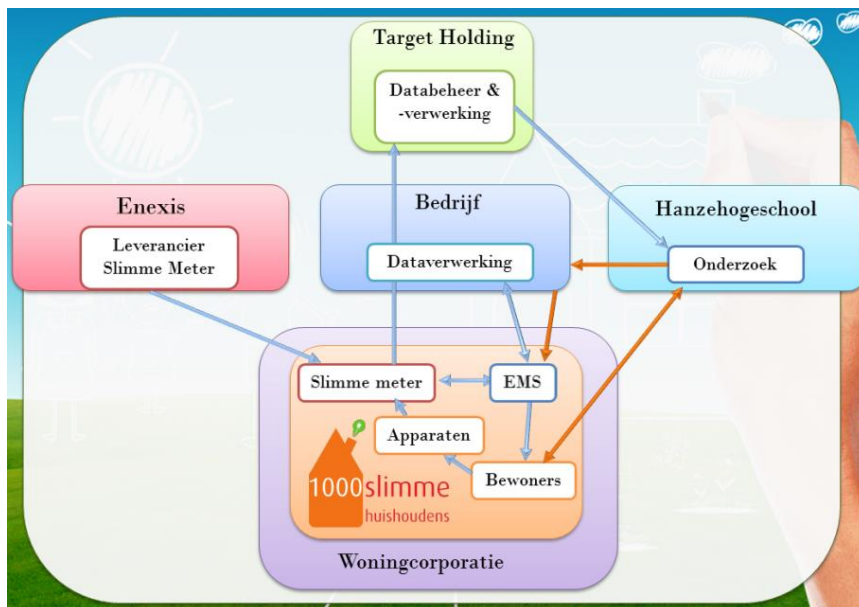 Target Holding
Databeheer &
-verwerking
Enexis
Leverancier
Slimme Meter
Bedrijf
Dataverwerking
Hanzehogeschool
Onderzoek
Slimme meter
EMS
Apparaten
Bewoners
1000slimme
huishoudens
Woningcorporatie